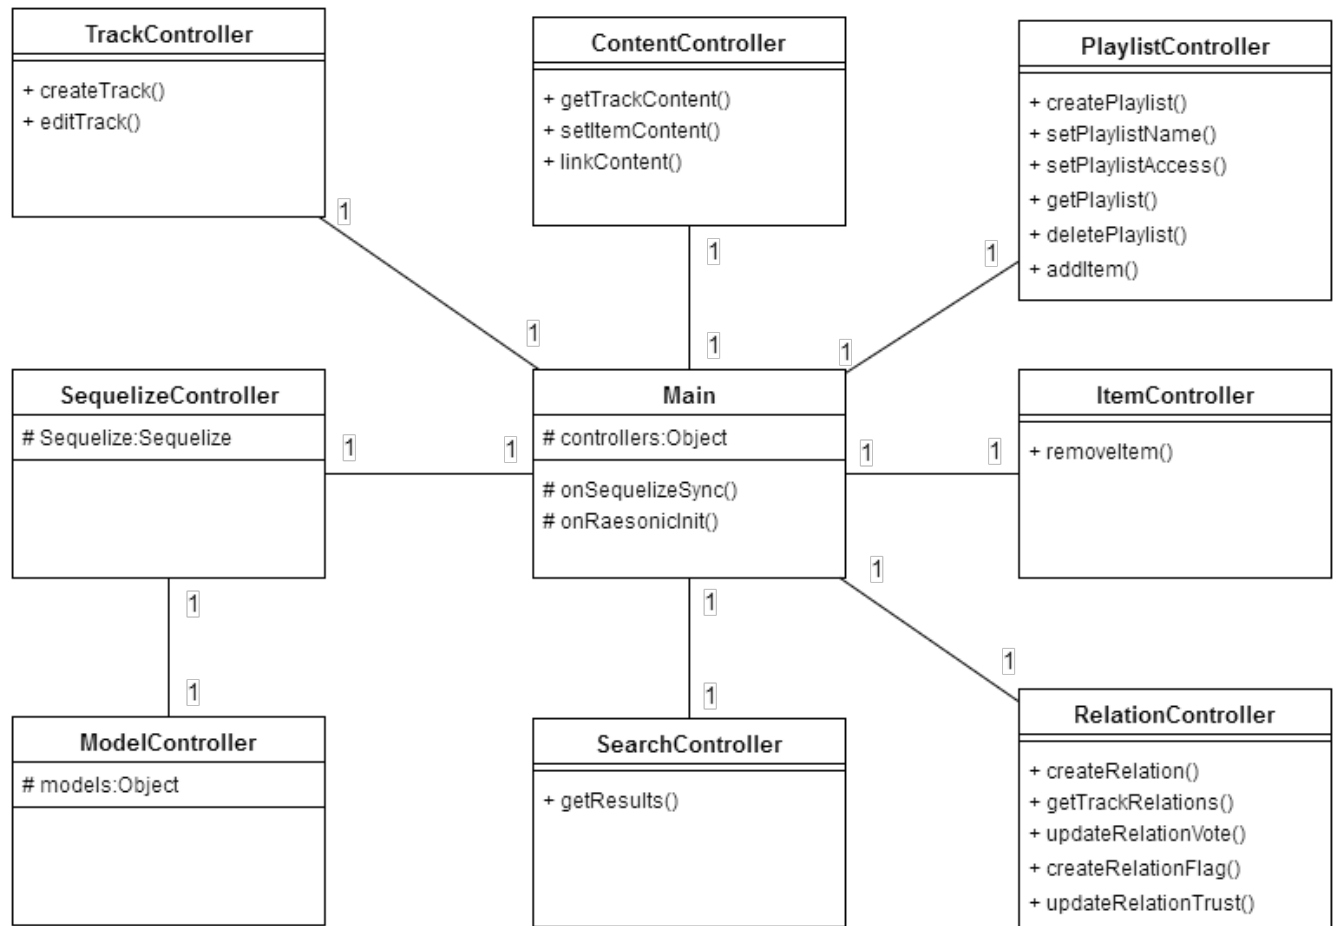 TrackController
+ createTrack()
+ editTrack()
ContentController
+ getTrackContent()
+ setItemContent()
+ linkContent()
PlaylistController
+ createPlaylist()
+ setPlaylistName()
+ setPlaylistAccess()
+ getPlaylist()
+ deletePlaylist()
+ addItem()
1
1
1
1
1
1
SequelizeController
# Sequelize:Sequelize
1
1
Main
# controllers:Object
# onSequelizeSync()
# onRaesonicInit()
1
1
ItemController
+ removeItem()
1
1
1
1
1
1
ModelController
# models:Object
SearchController
+ getResults()
RelationController
+ createRelation()
+ getTrackRelations()
+ updateRelationVote()
+ createRelationFlag()
+ updateRelationTrust()